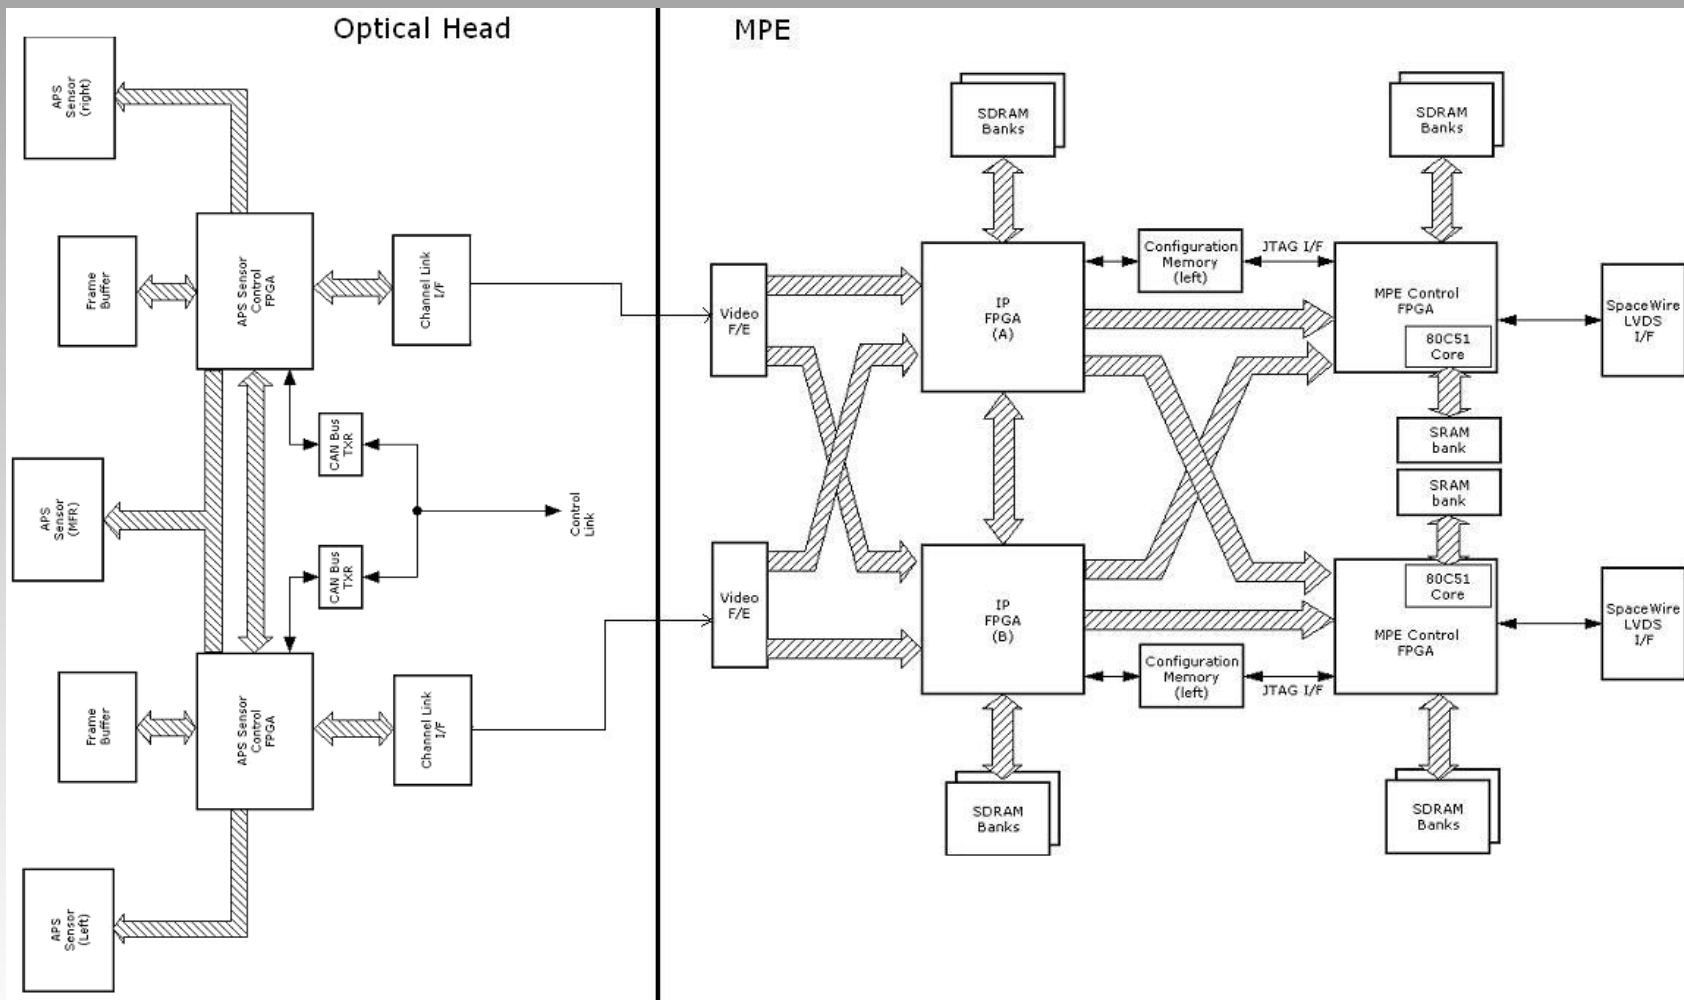 Optical Head
MPE
APS
Sensor
(right)
Frame
Buffer
APS Sensor
Control
FPGA
Channel Link
I/F
CAN Bus
TXR
APS
Sensor
(MFR)
Control
Link
CAN Bus
TXR
Frame
Buffer
APS Sensor
Control
FPGA
Channel Link
I/F
APS
Sensor
(Left)
SDRAM
Banks
SDRAM
Banks
Video
F/E
IP
FPGA
(A)
Configuration
Memory
(left)
JTAG I/F
MPE Control
FPGA
80C51
Core
SpaceWire
LVDS
I/F
SRAM
bank
SRAM
bank
Video
F/E
IP
FPGA
(B)
Configuration
Memory
(left)
JTAG I/F
80C51
Core
MPE Control
FPGA
SpaceWire
LVDS
I/F
SDRAM
Banks
SDRAM
Banks